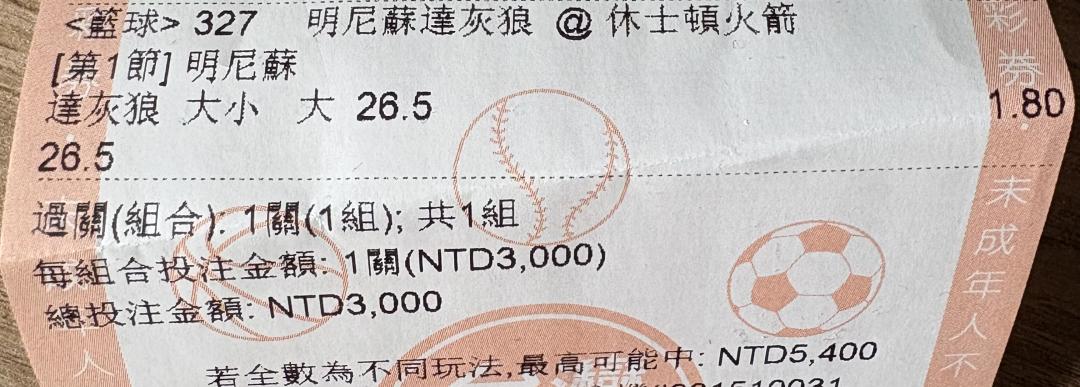 <籃球> 327 明尼蘇達灰狼 @ 休士頓火箭
[第1節] 明尼蘇
達灰狼 大小 大 26.5 1.80
26.5
過關(組合): 1關(1組); 共1組
每組合投注金額: 1關(NTD3,000)
總投注金額: NTD3,000
若全數為不同玩法,最高可能中: NTD5,400
彩券
未成年人不
人